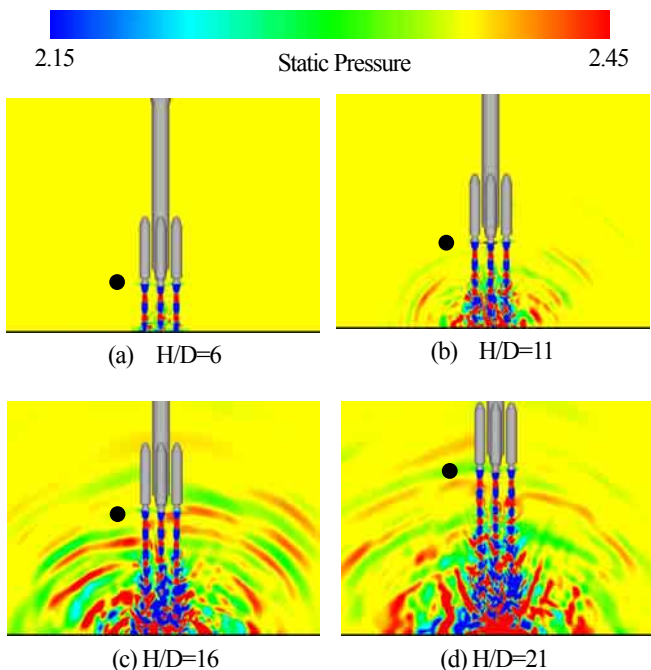 2.15 2.45
Static Pressure
(a) H/D=6
(b) H/D=11
(c) H/D=16
(d) H/D=21